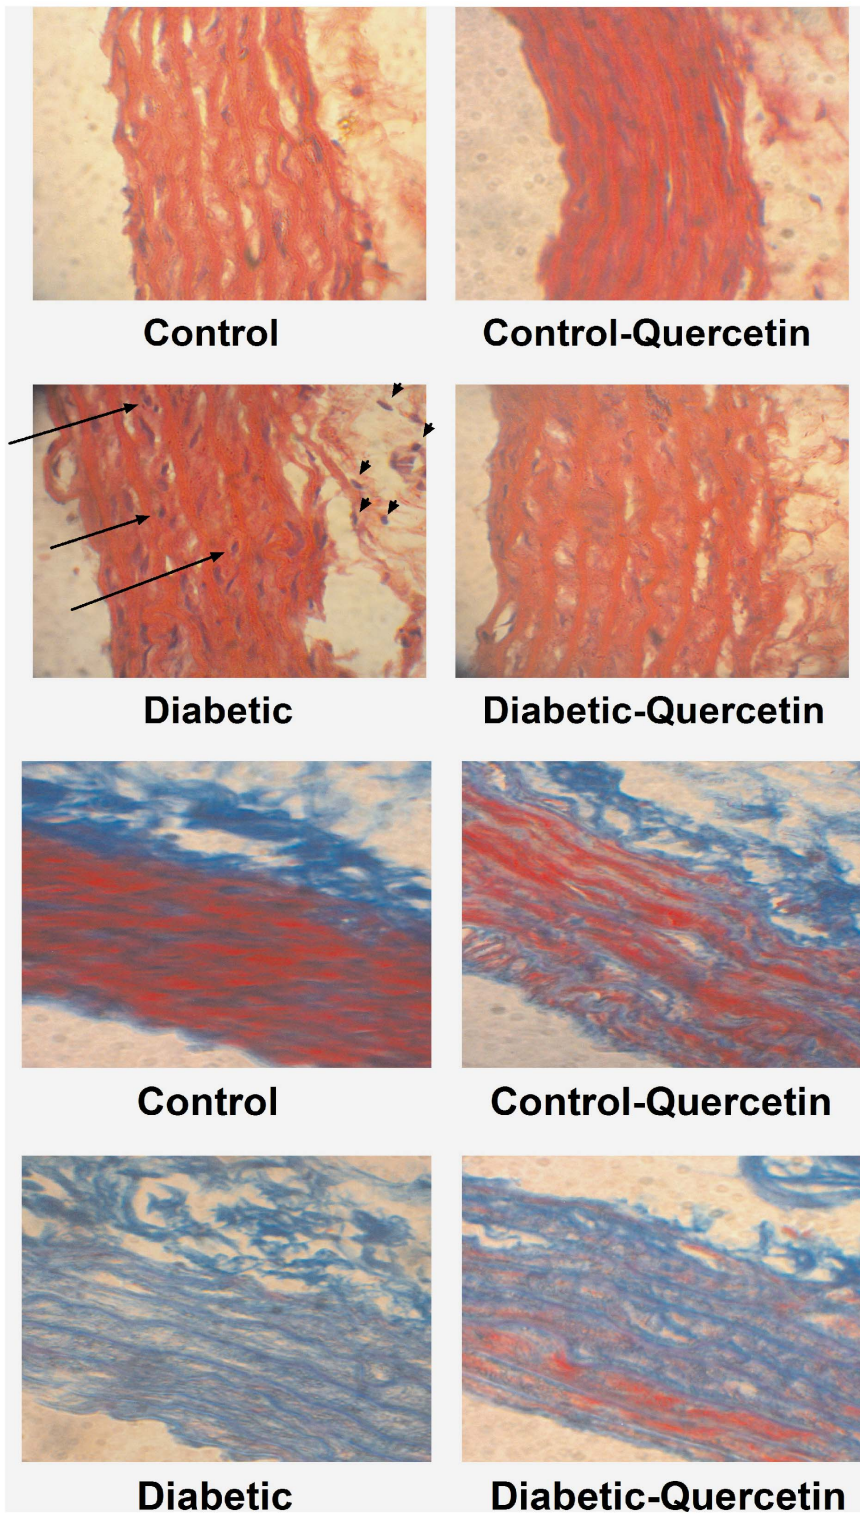 Control
Control-Quercetin
Diabetic
Diabetic-Quercetin
Control
Control-Quercetin
Diabetic
Diabetic-Quercetin